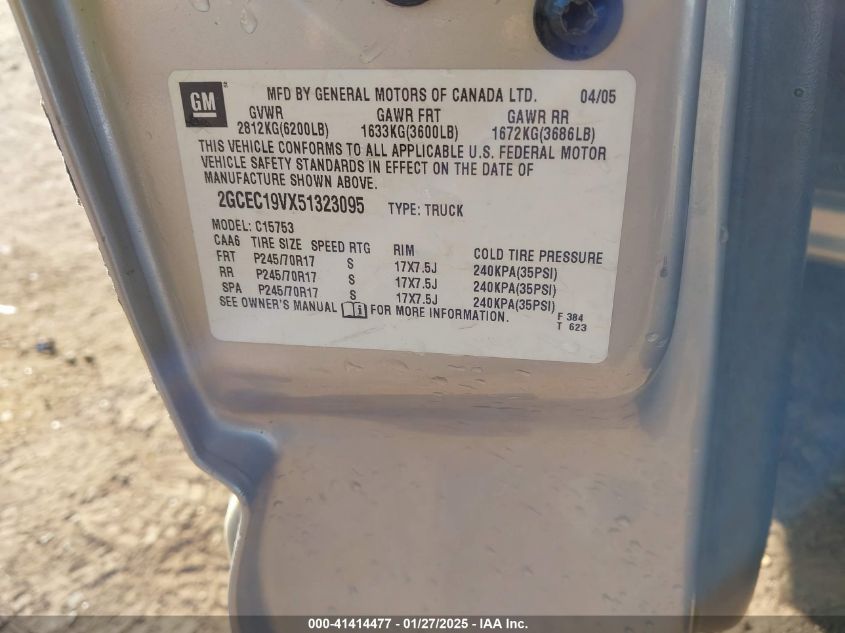 GM
MFD BY GENERAL MOTORS OF CANADA LTD. 04/05
GVWR GAWR FRT GAWR RR
2812KG(6200LB) 1633KG(3600LB) 1672KG(3686LB)
THIS VEHICLE CONFORMS TO ALL APPLICABLE U.S. FEDERAL MOTOR
VEHICLE SAFETY STANDARDS IN EFFECT ON THE DATE OF
MANUFACTURE SHOWN ABOVE.
2GCEC19VX51323095 TYPE: TRUCK
MODEL: C15753
CAA6 TIRE SIZE SPEED RTG RIM COLD TIRE PRESSURE
FRT P245/70R17 S 17X7.5J 240KPA(35PSI)
RR P245/70R17 S 17X7.5J 240KPA(35PSI)
SPA P245/70R17 S 17X7.5J 240KPA(35PSI)
SEE OWNER'S MANUAL FOR MORE INFORMATION.
F 384
T 623
000-41414477 - 01/27/2025 - IAA Inc.